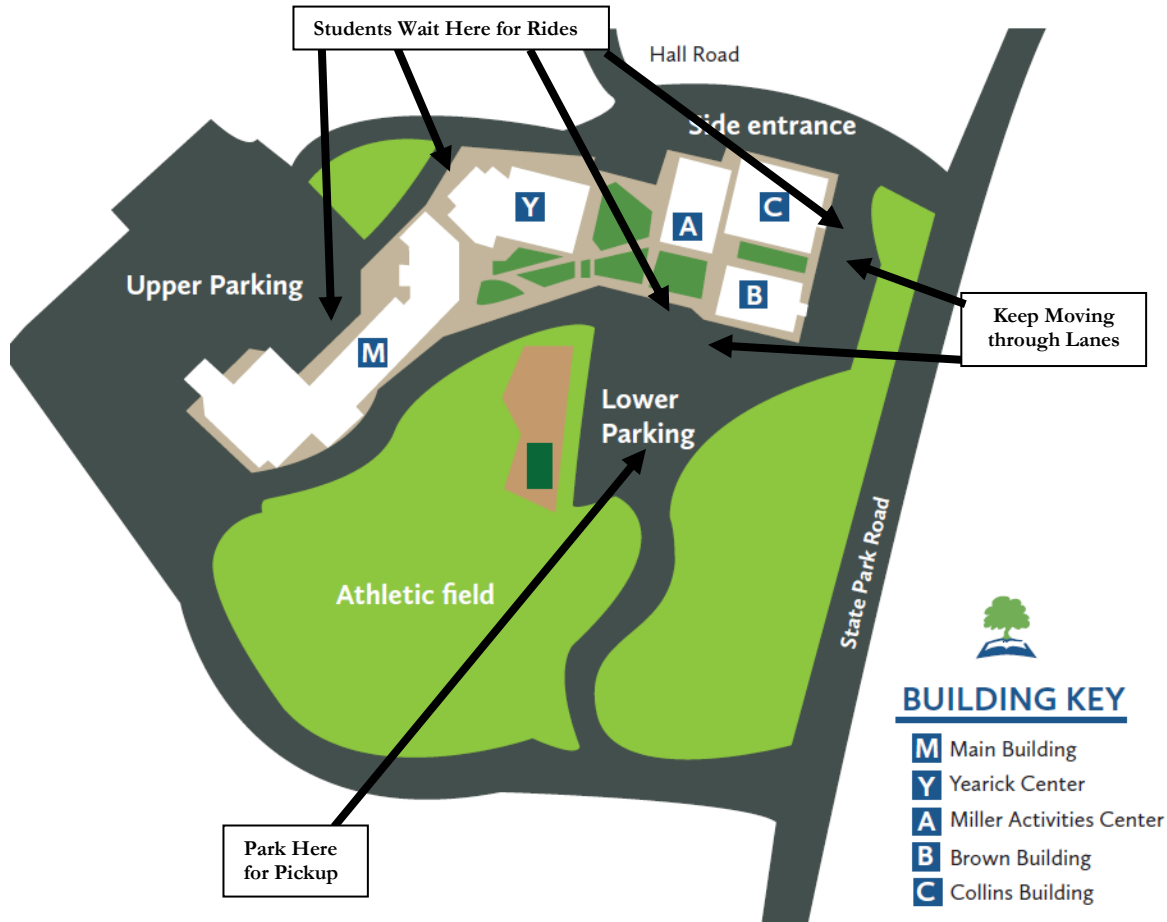 Students Wait Here for Rides
Hall Road
Side entrance
Y
A
C
Upper Parking
B
Keep Moving
through Lanes
M
Lower
Parking
Athletic field
State Park Road
Park Here
for Pickup
BUILDING KEY
M Main Building
Y Yearick Center
A Miller Activities Center
B Brown Building
C Collins Building